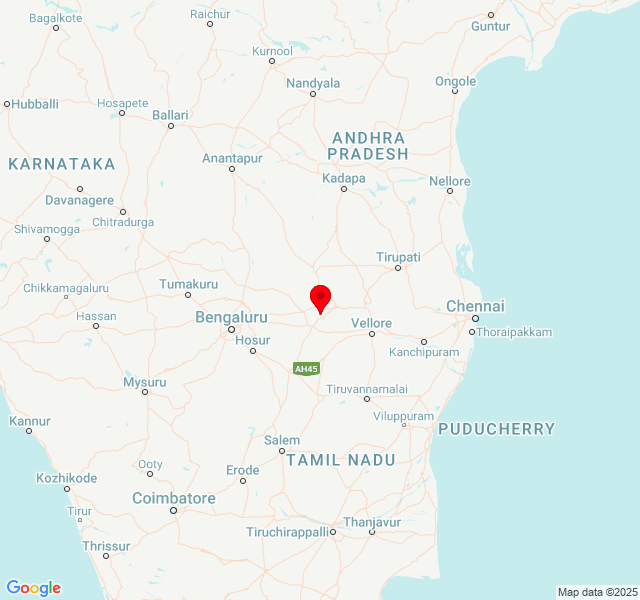 Bagalkote
Raichur
Guntur
Kurnool
Nandyala
Ongole
Hubballi
Hosapete
Ballari
ANDHRA
PRADESH
KARNATAKA
Anantapur
Kadapa
Nellore
Davanagere
Chitradurga
Shivamogga
Tirupati
Chikkamagaluru
Tumakuru
Hassan
Bengaluru
Chennai
Vellore
Thoraipakkam
Hosur
Kanchipuram
AH45
Mysuru
Tiruvannamalai
Viluppuram
Kannur
PUDUCHERRY
Salem
TAMIL NADU
Ooty
Erode
Kozhikode
Coimbatore
Tirur
Tiruchirappalli
Thanjavur
Thrissur
Google
Map data ©2025